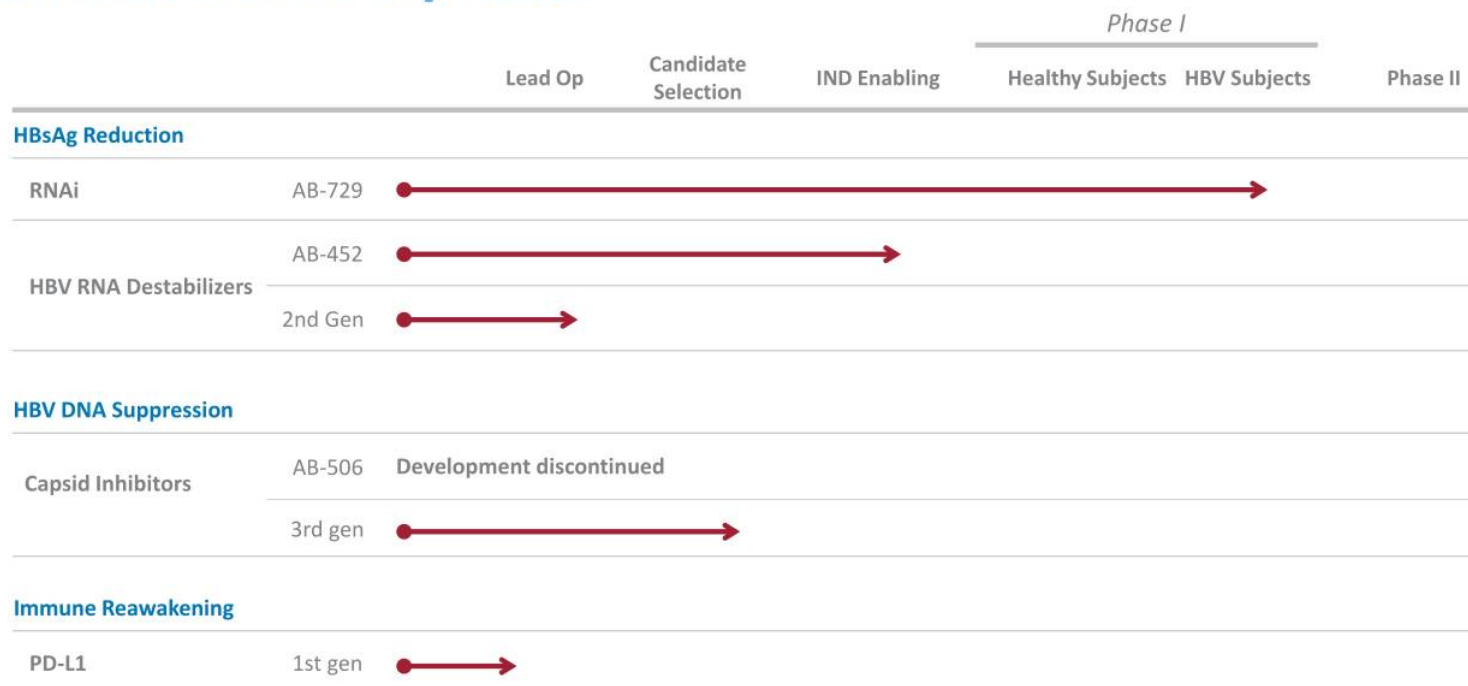 Phase I
Lead Op
Candidate
Selection
IND Enabling
Healthy Subjects
HBV Subjects
Phase II
HBsAg Reduction
RNAi
AB-729
HBV RNA Destabilizers
AB-452
2nd Gen
HBV DNA Suppression
Capsid Inhibitors
AB-506
Development discontinued
3rd gen
Immune Reawakening
PD-L1
1st gen